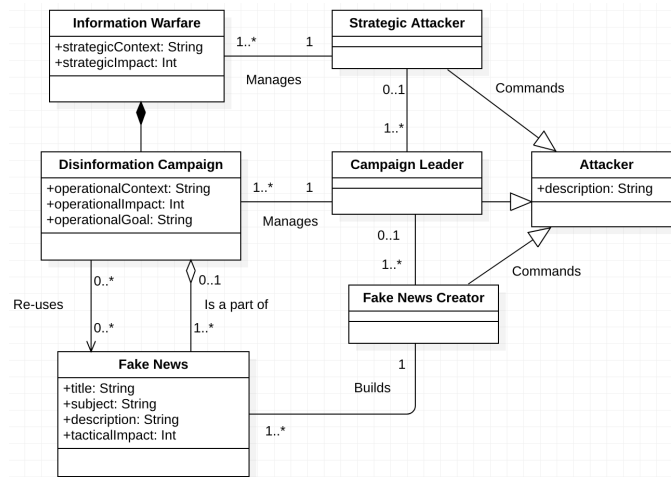 Information Warfare
+strategicContext: String
+strategicImpact: Int
1..*
1
Manages
Strategic Attacker
Commands
0..1
1..*
Disinformation Campaign
+operationalContext: String
+operationalImpact: Int
+operationalGoal: String
1..*
1
Manages
Campaign Leader
Attacker
+description: String
0..1
1..*
Commands
0..*
0..1
Re-uses
Is a part of
0..*
1..*
Fake News Creator
1
Builds
1..*
Fake News
+title: String
+subject: String
+description: String
+tacticalImpact: Int